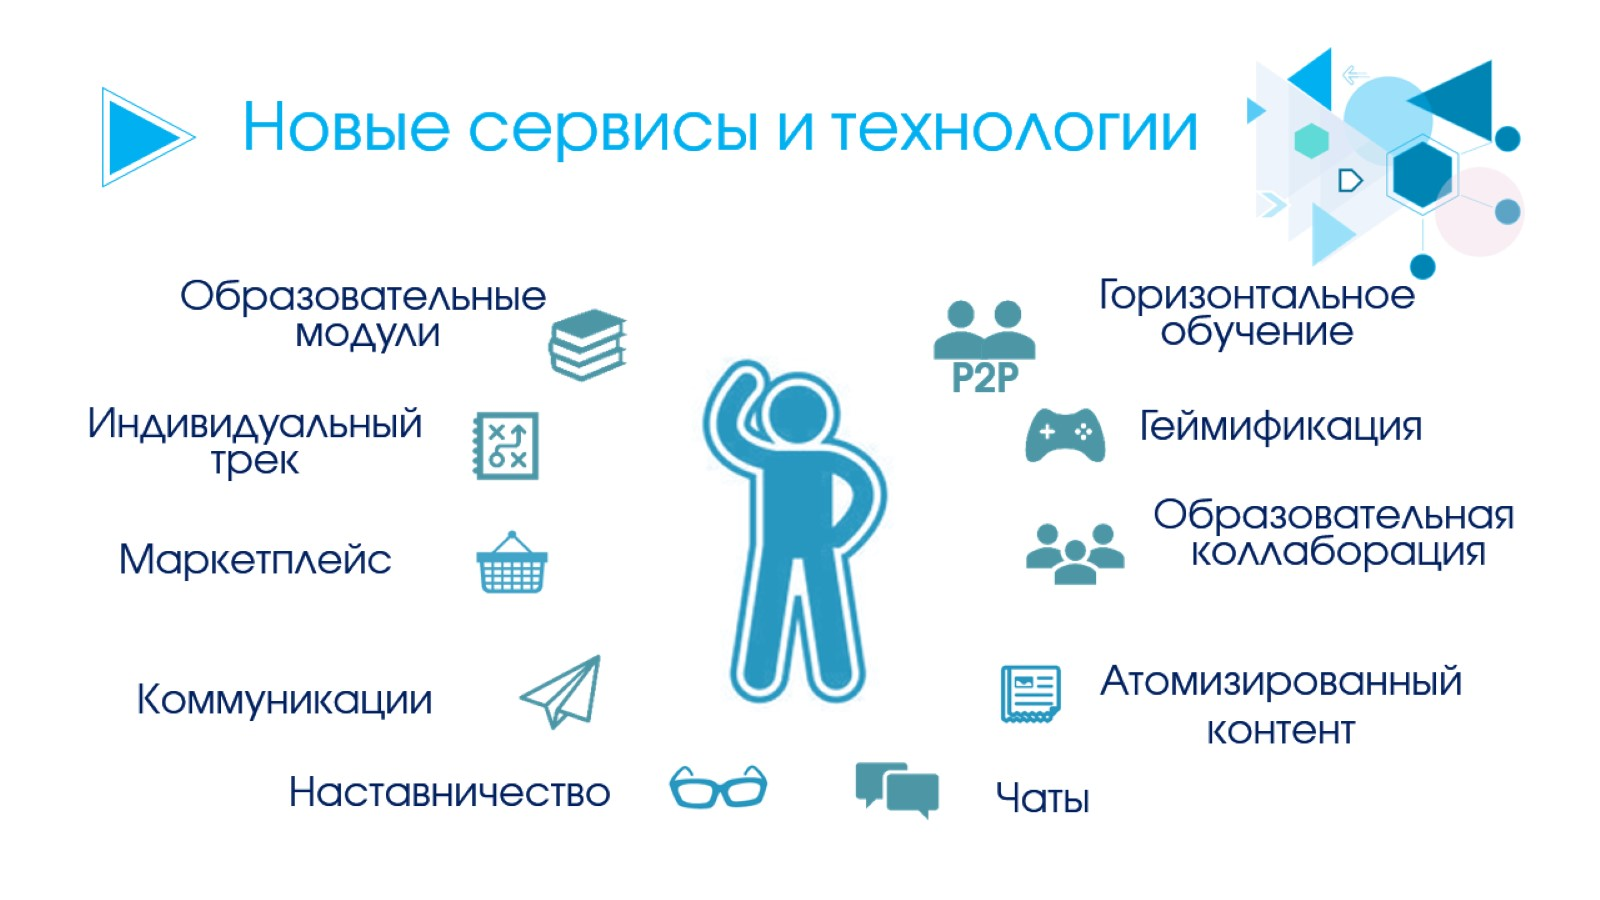 Новые сервисы и технологии
Образовательные
модули
Индивидуальный
трек
Маркетплейс
Коммуникации
Наставничество
P2P
Горизонтальное
обучение
Геймификация
Образовательная
коллаборация
Атомизированный
контент
Чаты